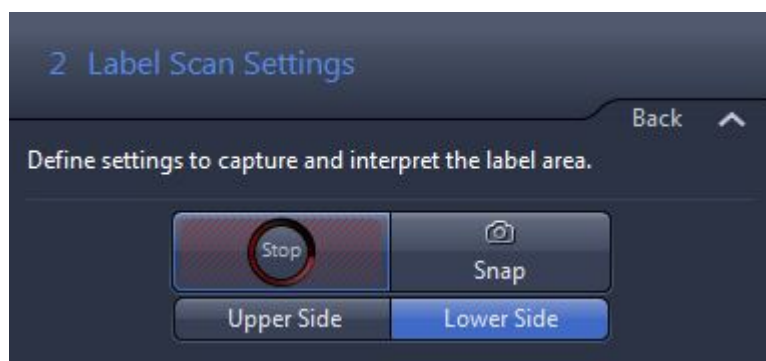 2 Label Scan Settings
Back
Define settings to capture and interpret the label area.
Stop
Snap
Upper Side
Lower Side